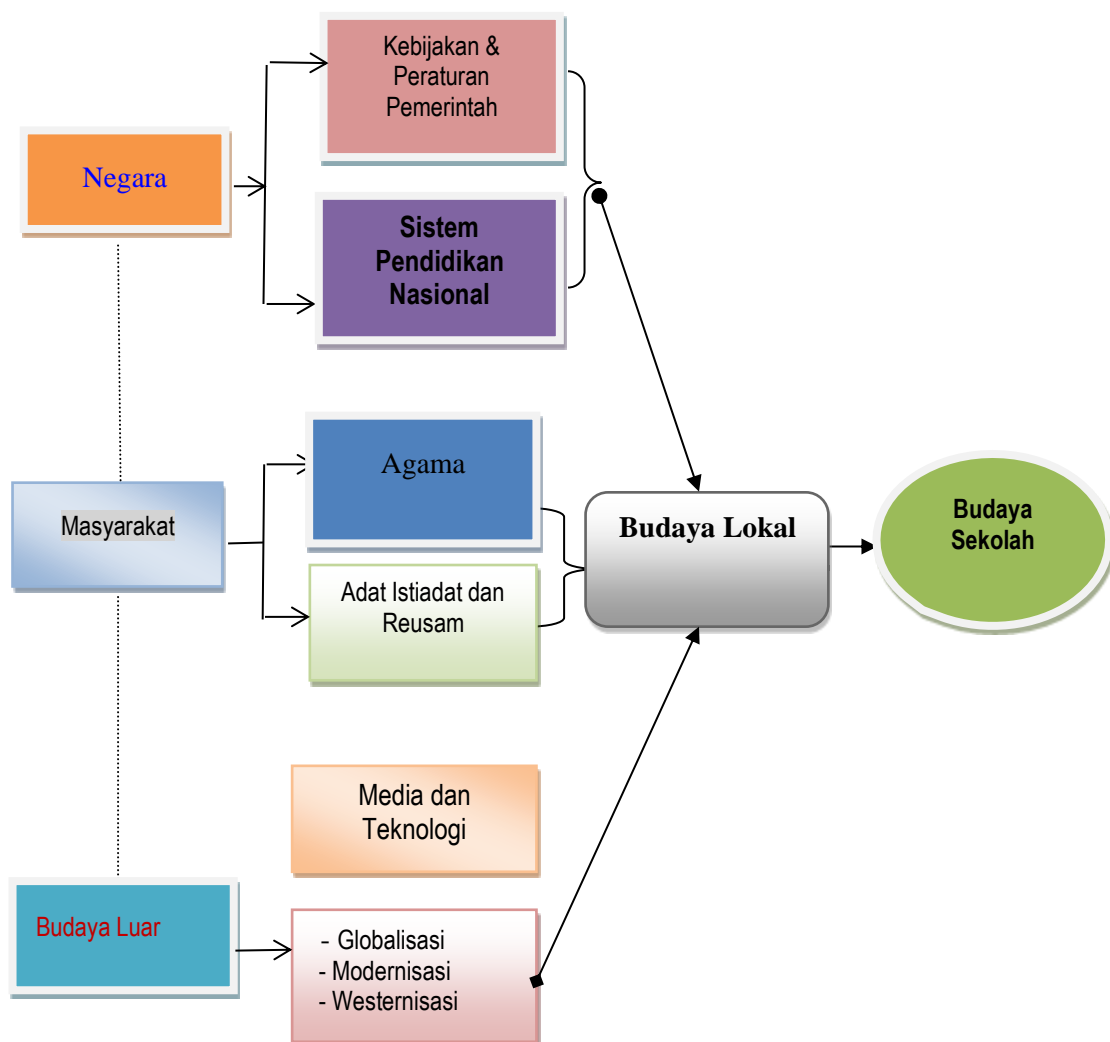 Kebijakan &
Peraturan
Pemerintah
Negara
Sistem
Pendidikan
Nasional
Agama
Masyarakat
Budaya Lokal
Budaya
Sekolah
Adat Istiadat dan
Reusam
Media dan
Teknologi
Budaya Luar
- Globalisasi
- Modernisasi
- Westernisasi